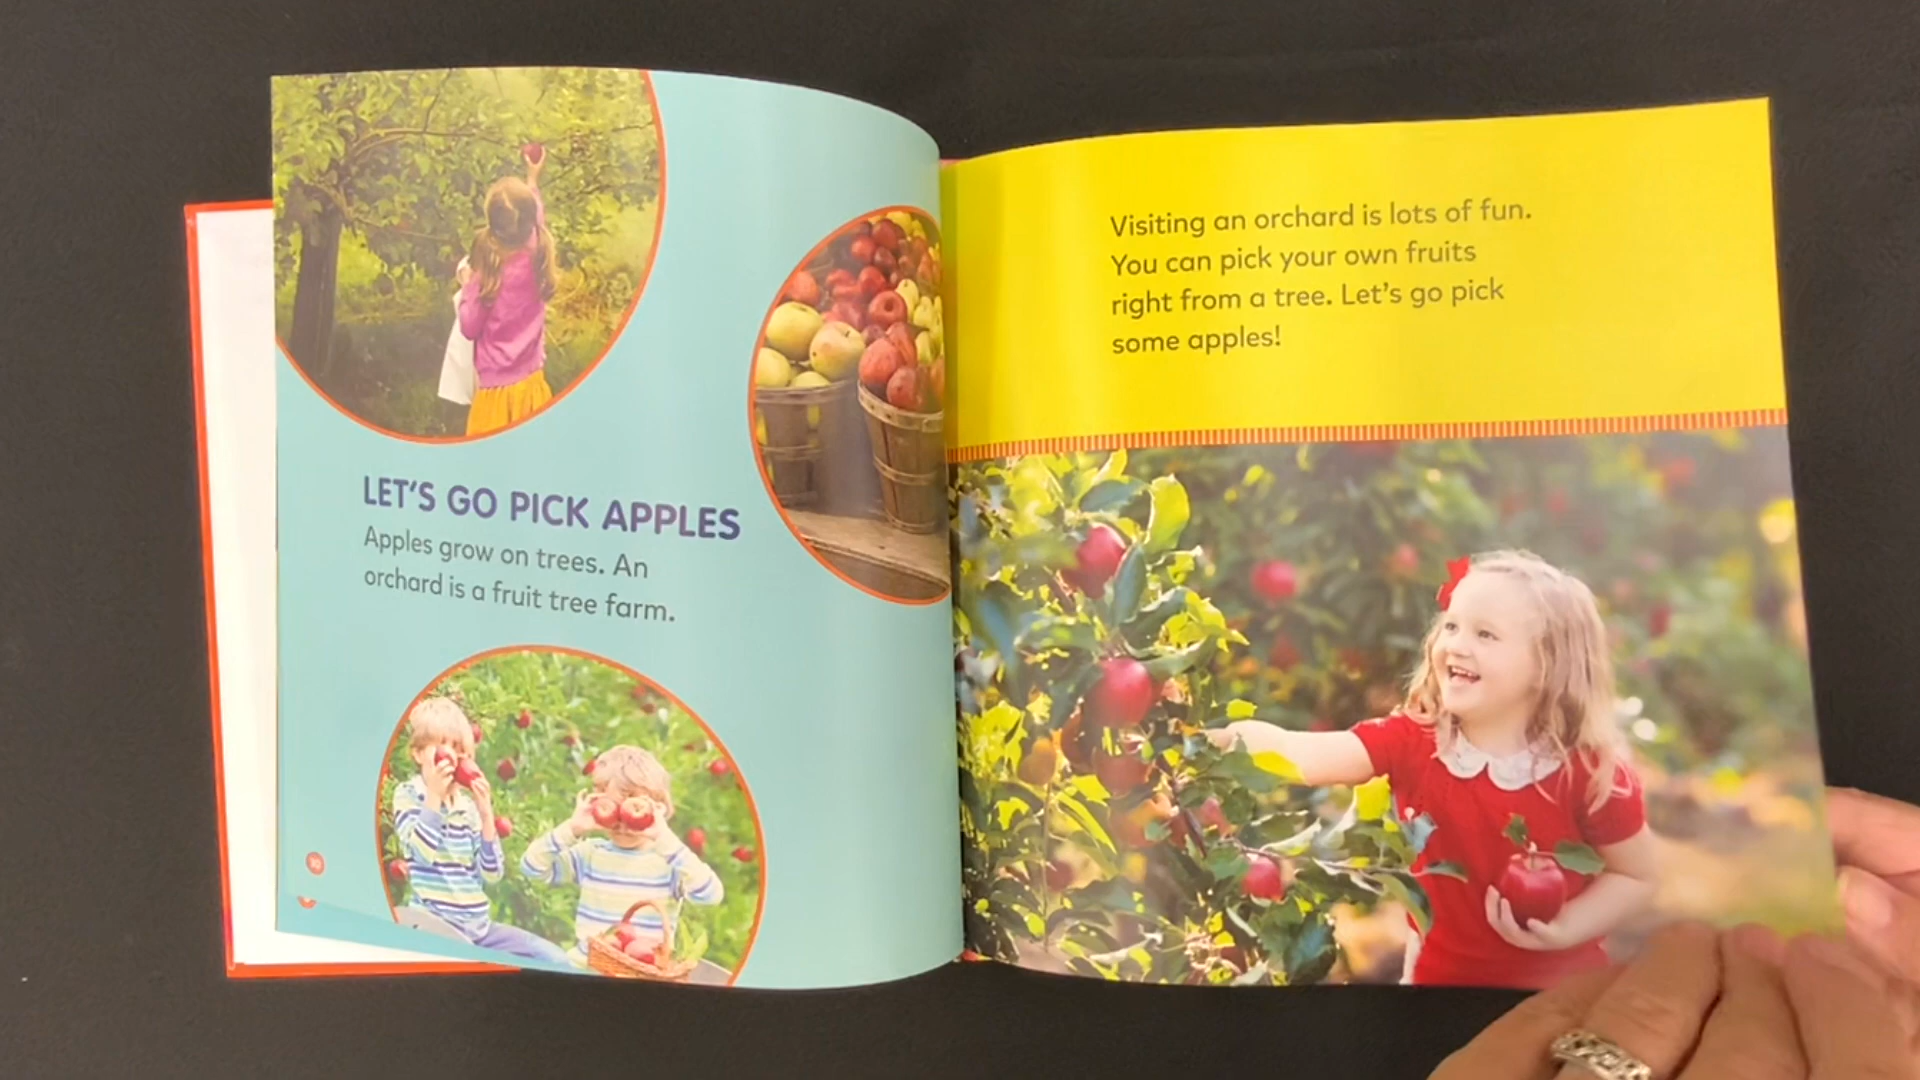 LET'S GO PICK APPLES
Apples grow on trees. An
orchard is a fruit tree farm.
10
Visiting an orchard is lots of fun.
You can pick your own fruits
right from a tree. Let's go pick
some apples!